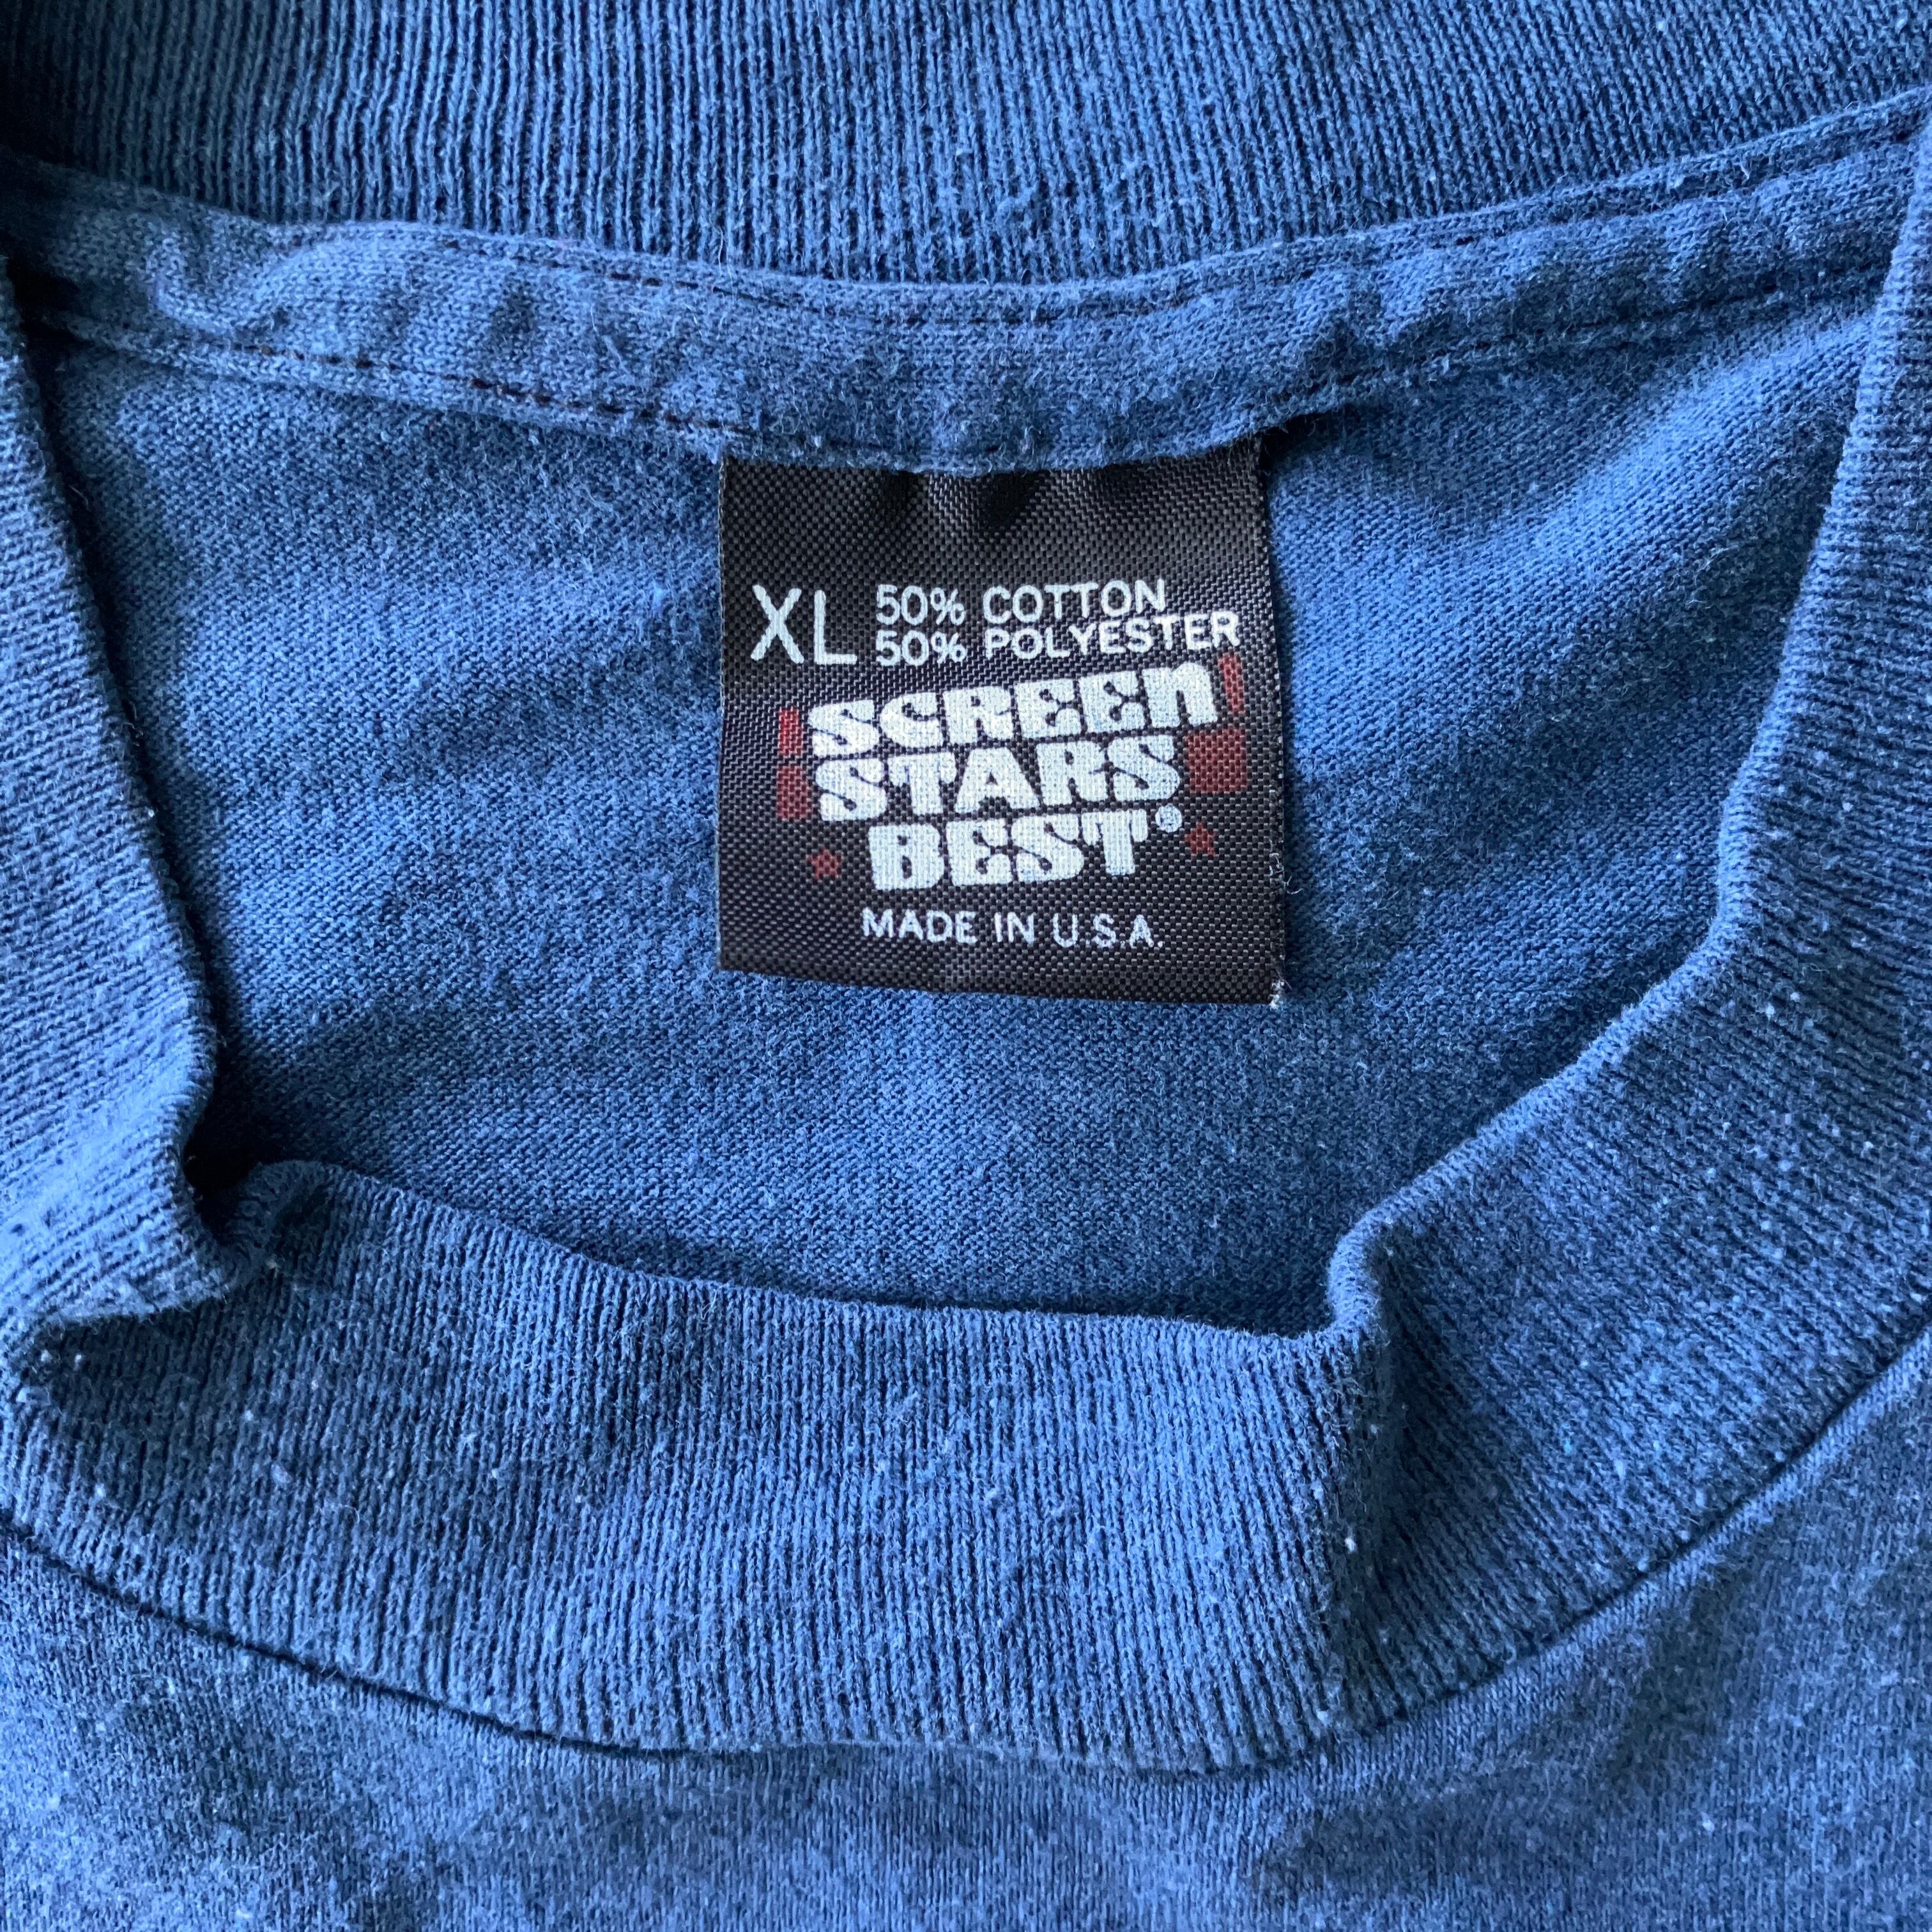 XL 50% COTTON
50% POLYESTER
SCREEN
STARS
BEST®
MADE IN U.S.A.